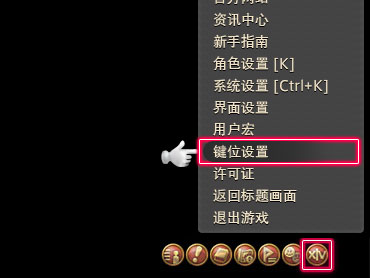 资讯中心
新手指南
角色设置 [K]
系统设置 [Ctrl+K]
界面设置
用户宏
键位设置
许可证
返回标题画面
退出游戏
XIV